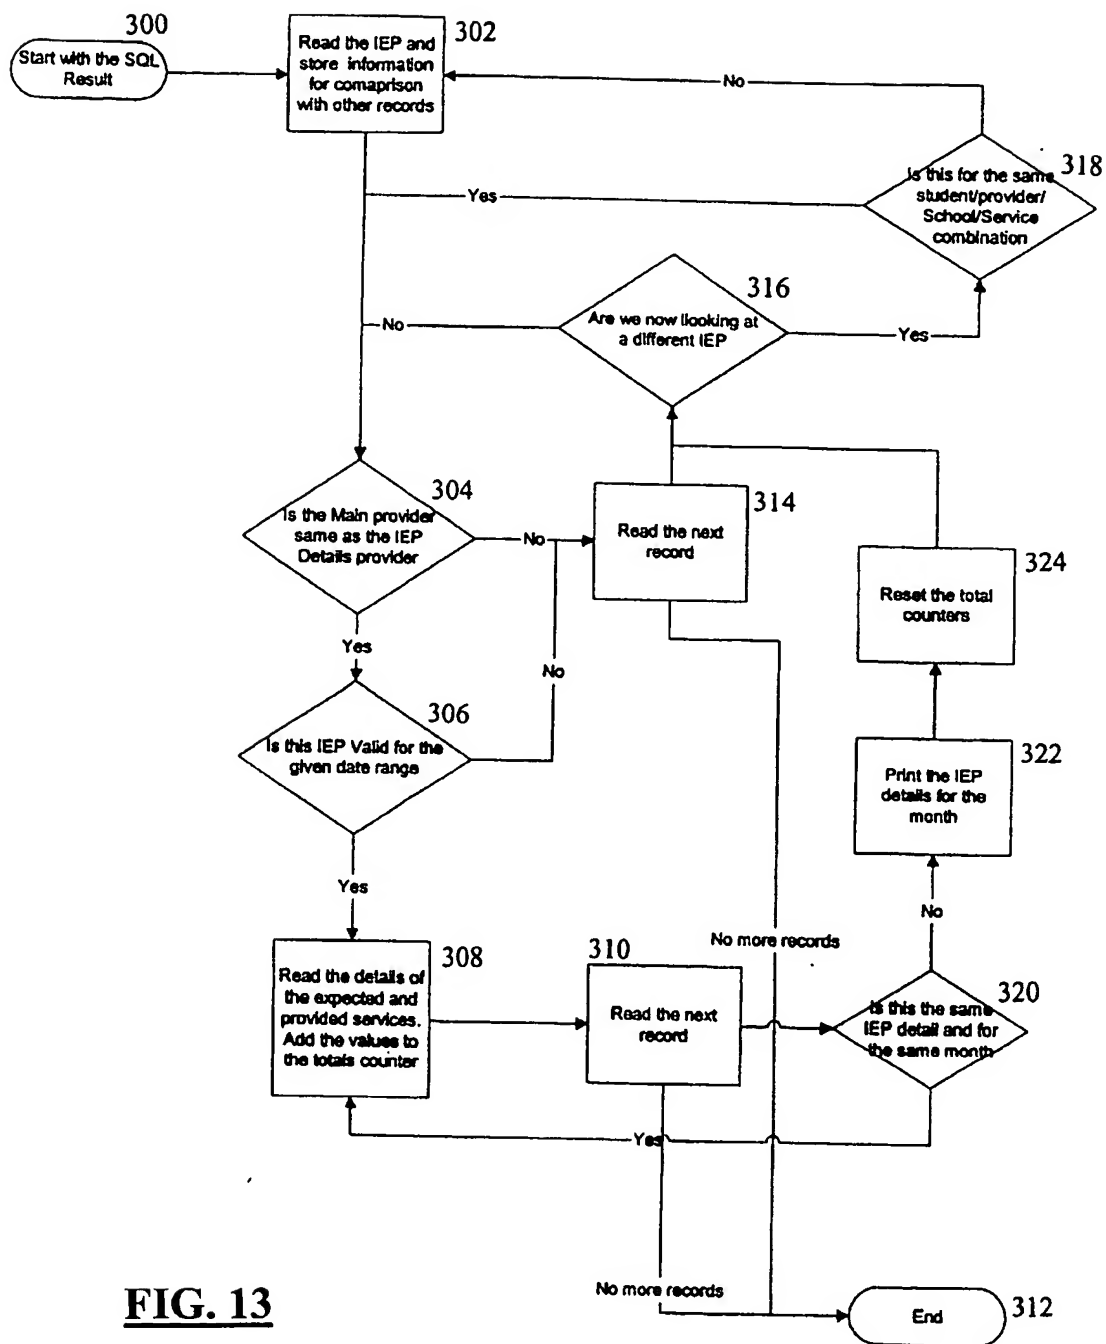 300
Start with the SQL
Result
302
Read the IEP and
store information
for comaprison
with other records
No
318
Is this for the same
student/provider/
School/Service
combination
Yes
316
Are we now llooking at
a different IEP
No
Yes
304
Is the Main provider
same as the IEP
Details provider
No
314
Read the next
record
324
Reset the total
counters
Yes
No
306
Is this IEP Valid for the
given date range
322
Print the IEP
details for the
month
Yes
No
No more records
308
Read the details of
the expected and
provided services.
Add the values to
the totals counter
310
Read the next
record
320
Is this the same
IEP detail and for
the same month
Yes
No more records
End
312
FIG. 13